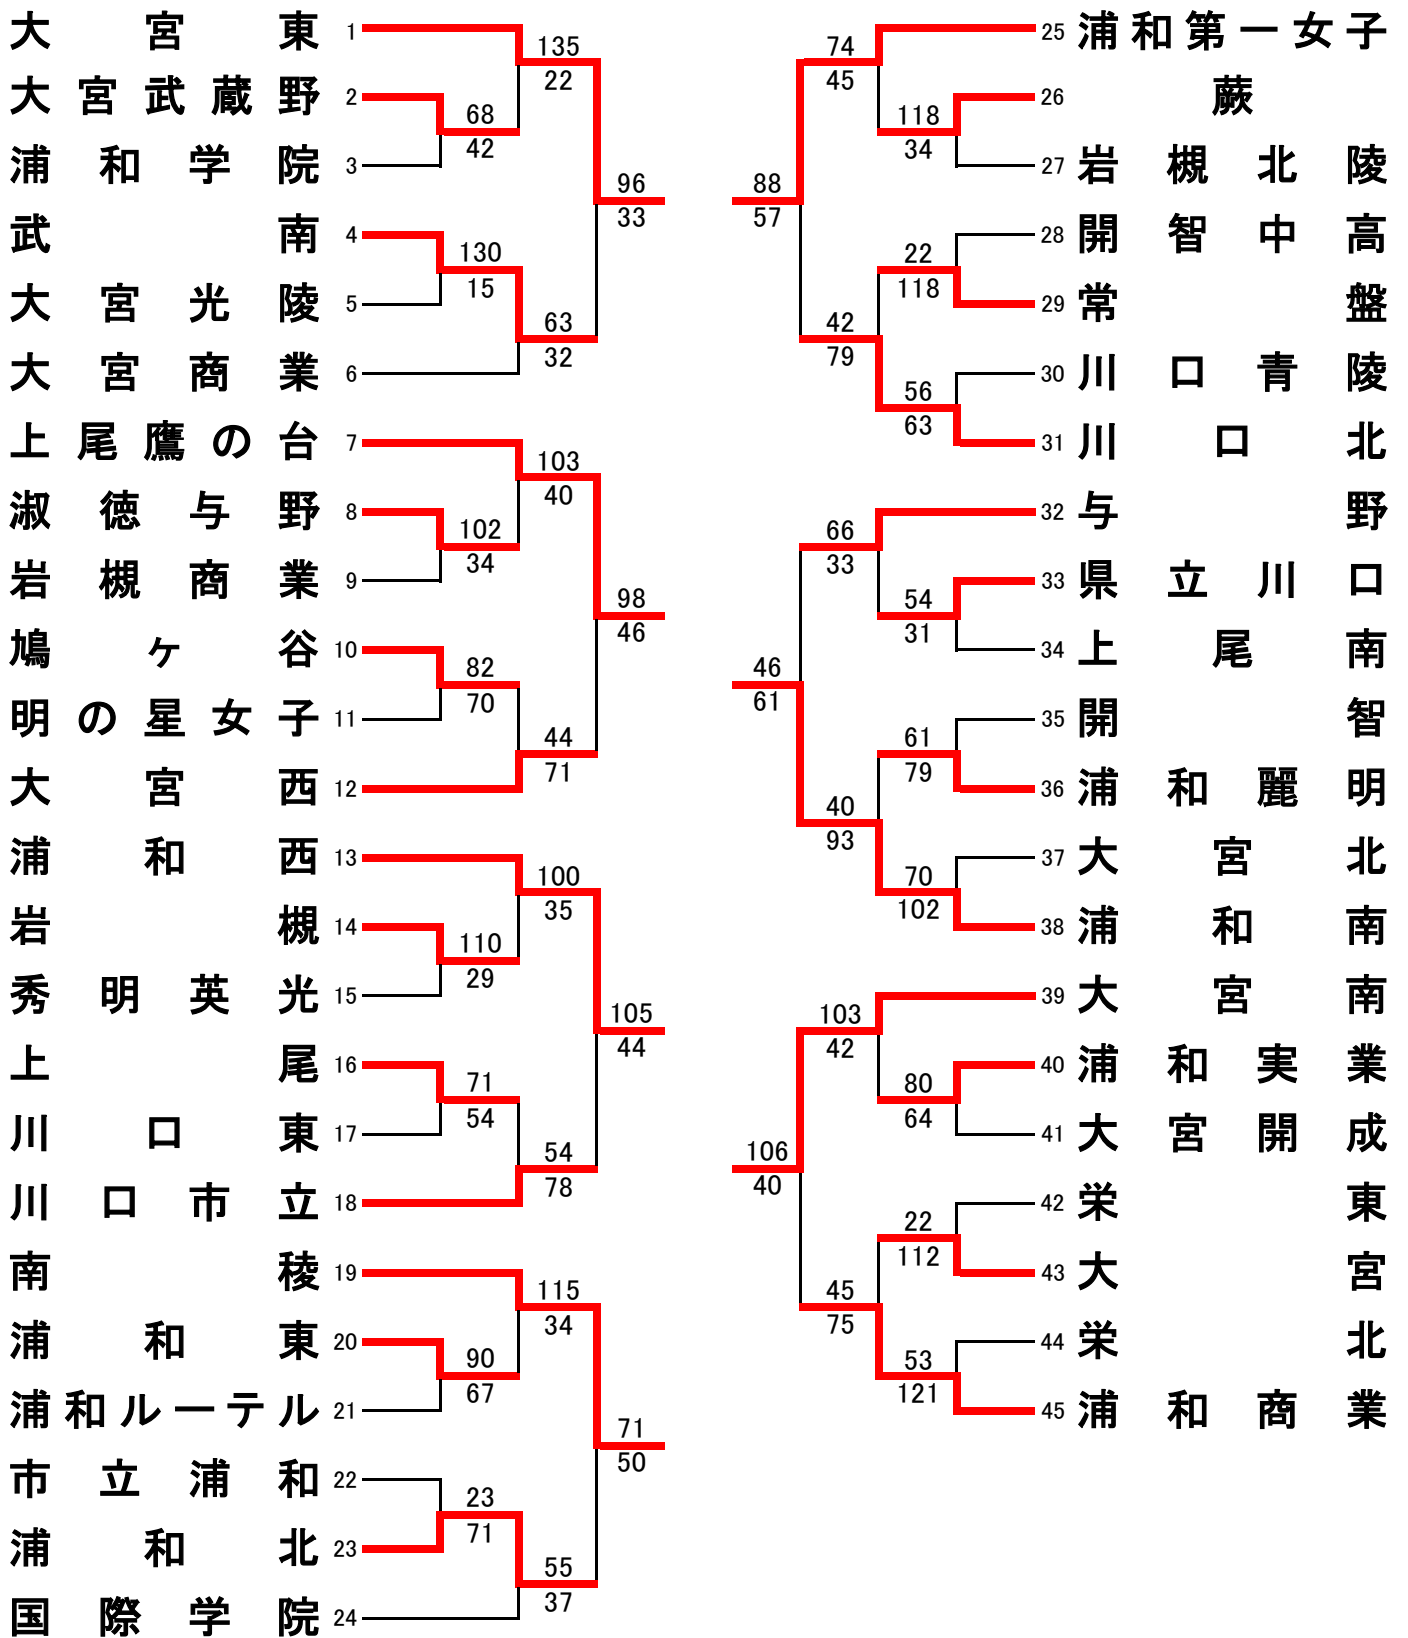 大宮東 1
大宮武蔵野 2
浦和学院 3
武南 4
大宮光陵 5
大宮商業 6
上尾鷹の台 7
淑徳与野 8
岩槻商業 9
鳩ヶ谷 10
明の星女子 11
大宮西 12
浦和西 13
岩槻 14
秀明英光 15
上尾 16
川口東 17
川口市立 18
南稜 19
浦和東 20
浦和ルーテル 21
市立浦和 22
浦和北 23
国際学院 24
68
42
130
15
102
34
82
70
110
29
71
54
90
67
23
71
135
22
63
32
103
40
44
71
100
35
54
78
115
34
55
37
96
33
98
46
105
44
71
50
88
57
46
61
106
40
74
45
42
79
66
33
40
93
103
42
45
75
118
34
22
118
56
63
54
31
61
79
70
102
80
64
22
112
53
121
25 浦和第一女子
26 蕨
27 岩槻北陵
28 開智中高
29 常盤
30 川口青陵
31 川口北
32 与野
33 県立川口
34 上尾南
35 開智
36 浦和麗明
37 大宮北
38 浦和南
39 大宮南
40 浦和実業
41 大宮開成
42 栄東
43 大宮
44 栄北
45 浦和商業